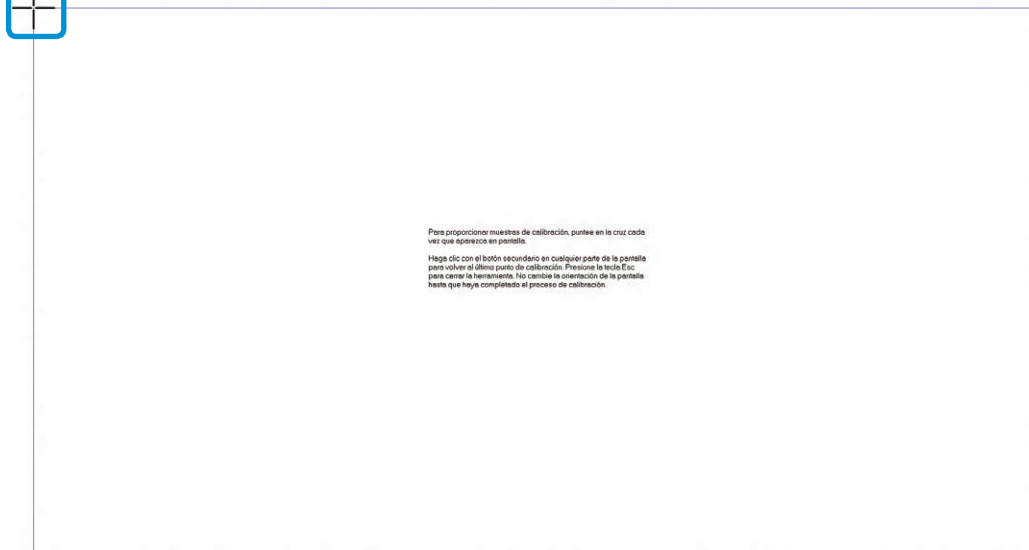 Para proporcionar muestras de calibración, puntee en la cruz cada
vez que aparezca en pantalla.
Haga clic con el botón secundario en cualquier parte de la pantalla
para volver al último punto de calibración. Presione la tecla Esc
para cerrar la herramienta. No cambie la orientación de la pantalla
hasta que haya completado el proceso de calibración.